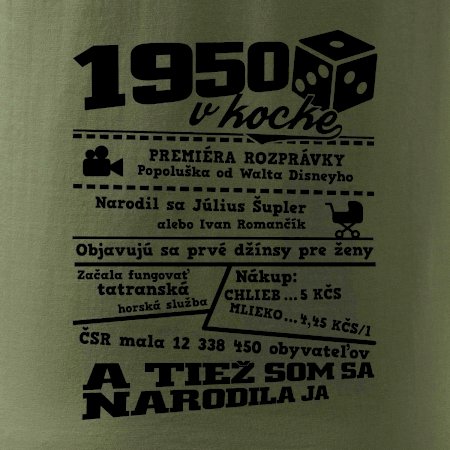 1950
v kocke
PREMIÉRA ROZPRÁVKY
Popoluška od Walta Disneyho
Narodil sa Július Šupler
alebo Ivan Romančík
Objavujú sa prvé džínsy pre ženy
Začala fungovať
tatranská
horská služba
Nákup:
CHLIEB...5 KČS
MLIEKO...4,45 KČS/l
ČSR mala 12 338 450 obyvateľov
A TIEŽ SOM SA
NARODILA JA